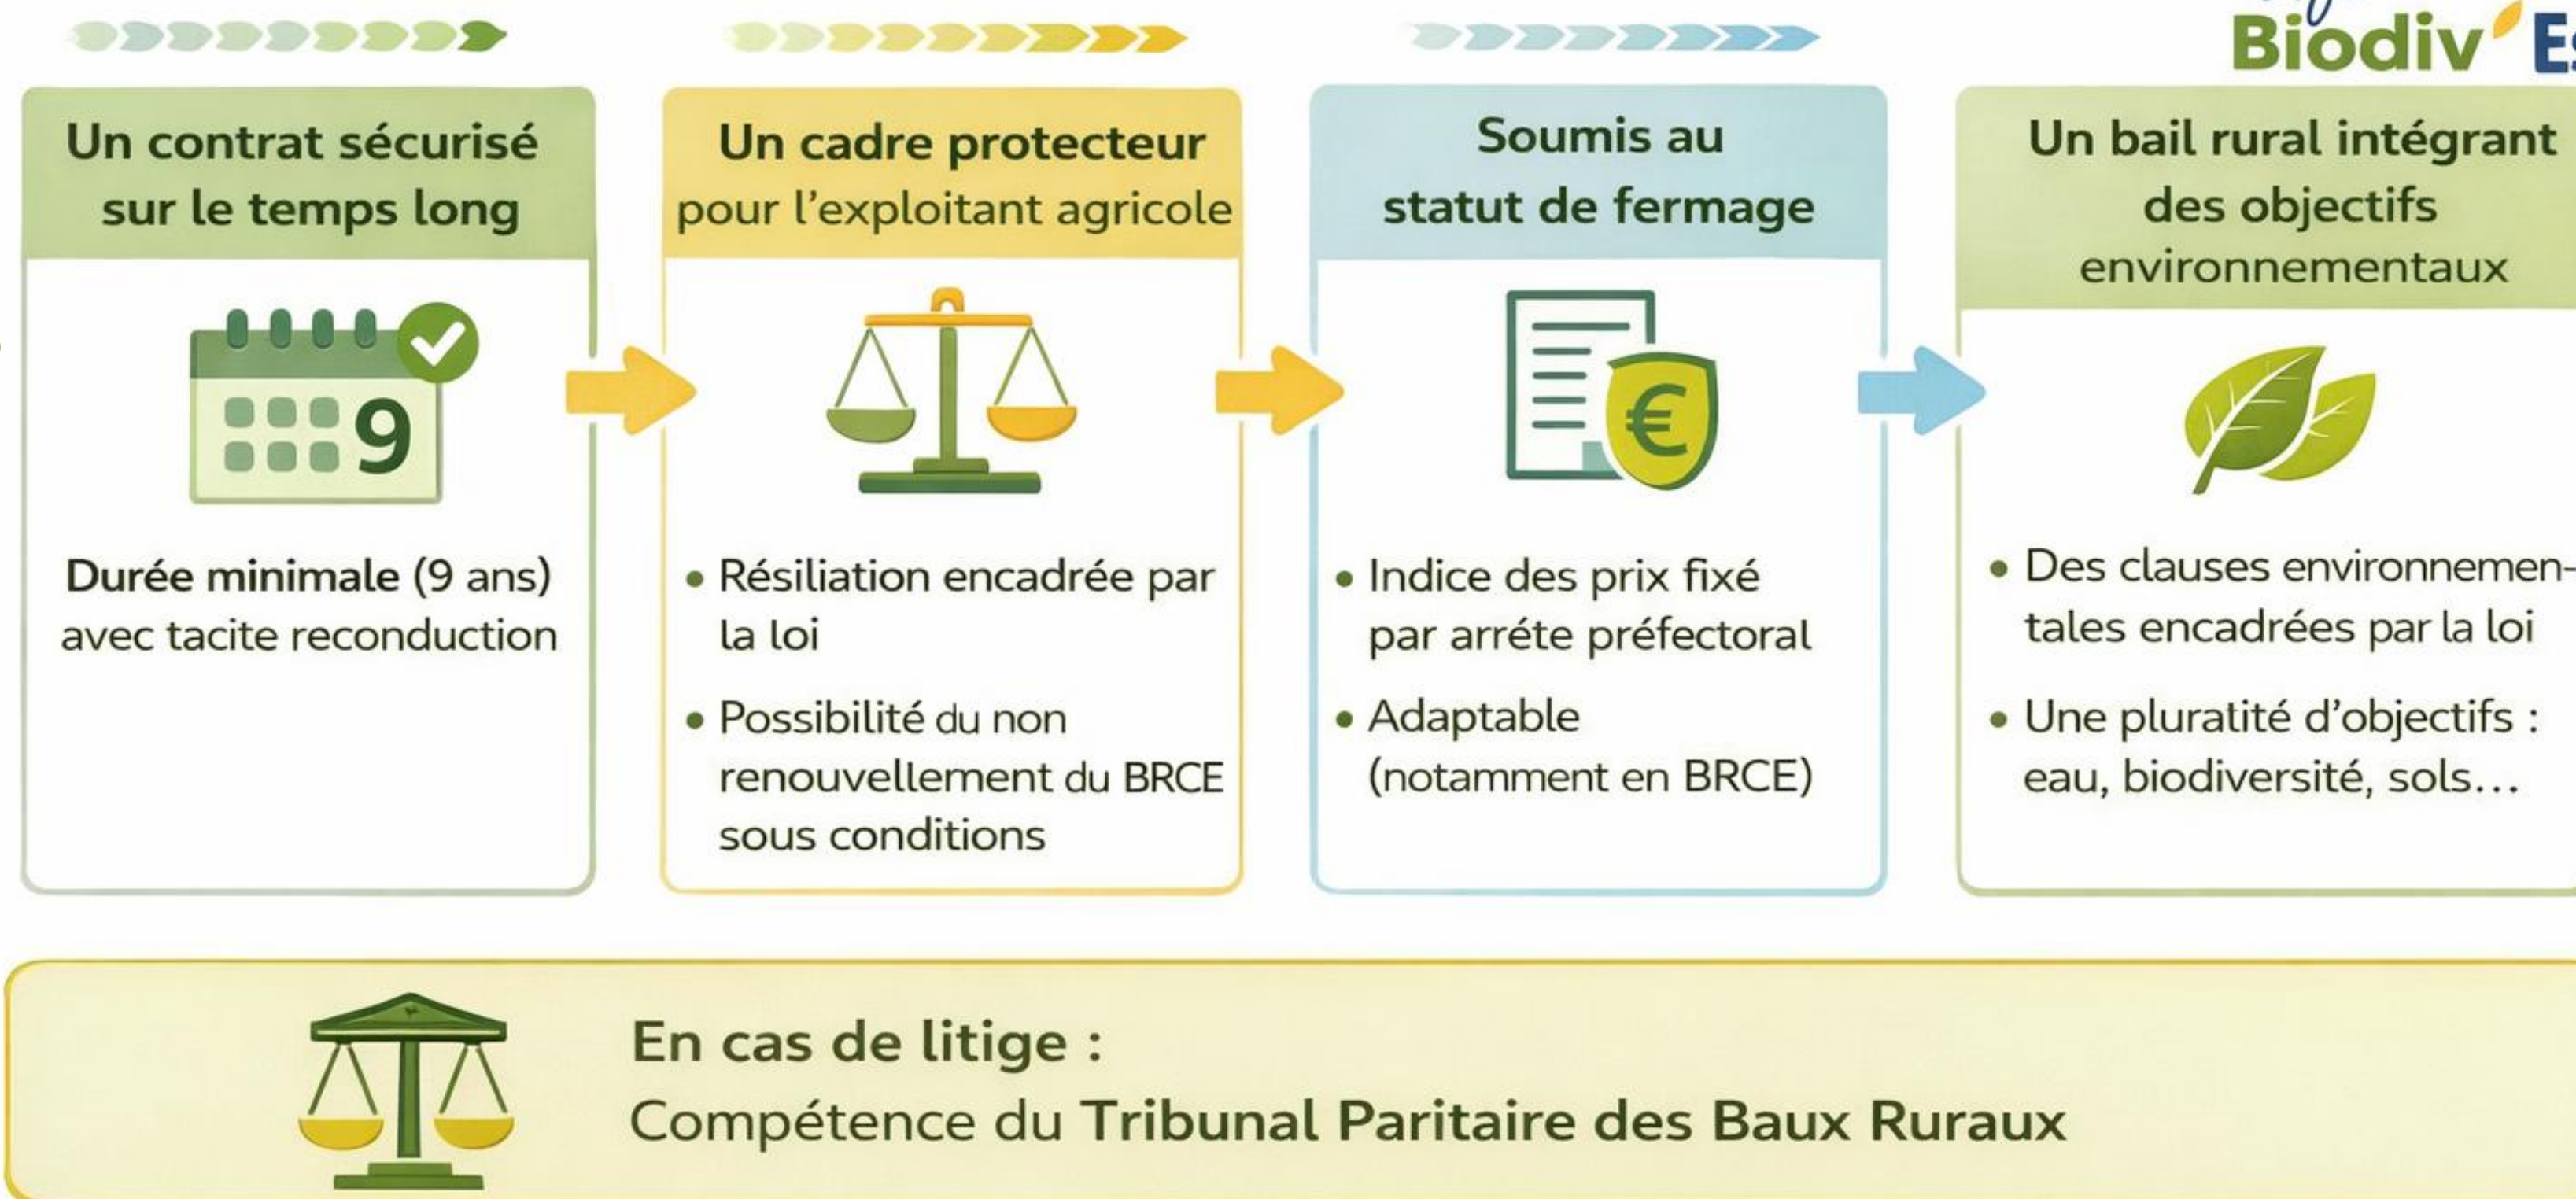 Biodiv'Es
Un contrat sécurisé
sur le temps long
9
Durée minimale (9 ans)
avec tacite reconduction
Un cadre protecteur
pour l'exploitant agricole
• Résiliation encadrée par
la loi
• Possibilité du non
renouvellement du BRCE
sous conditions
Soumis au
statut de fermage
€
• Indice des prix fixé
par arréte préfectoral
• Adaptable
(notamment en BRCE)
Un bail rural intégrant
des objectifs
environnementaux
• Des clauses environnemen-
tales encadrées par la loi
• Une pluratité d'objectifs :
eau, biodiversité, sols...
En cas de litige :
Compétence du Tribunal Paritaire des Baux Ruraux